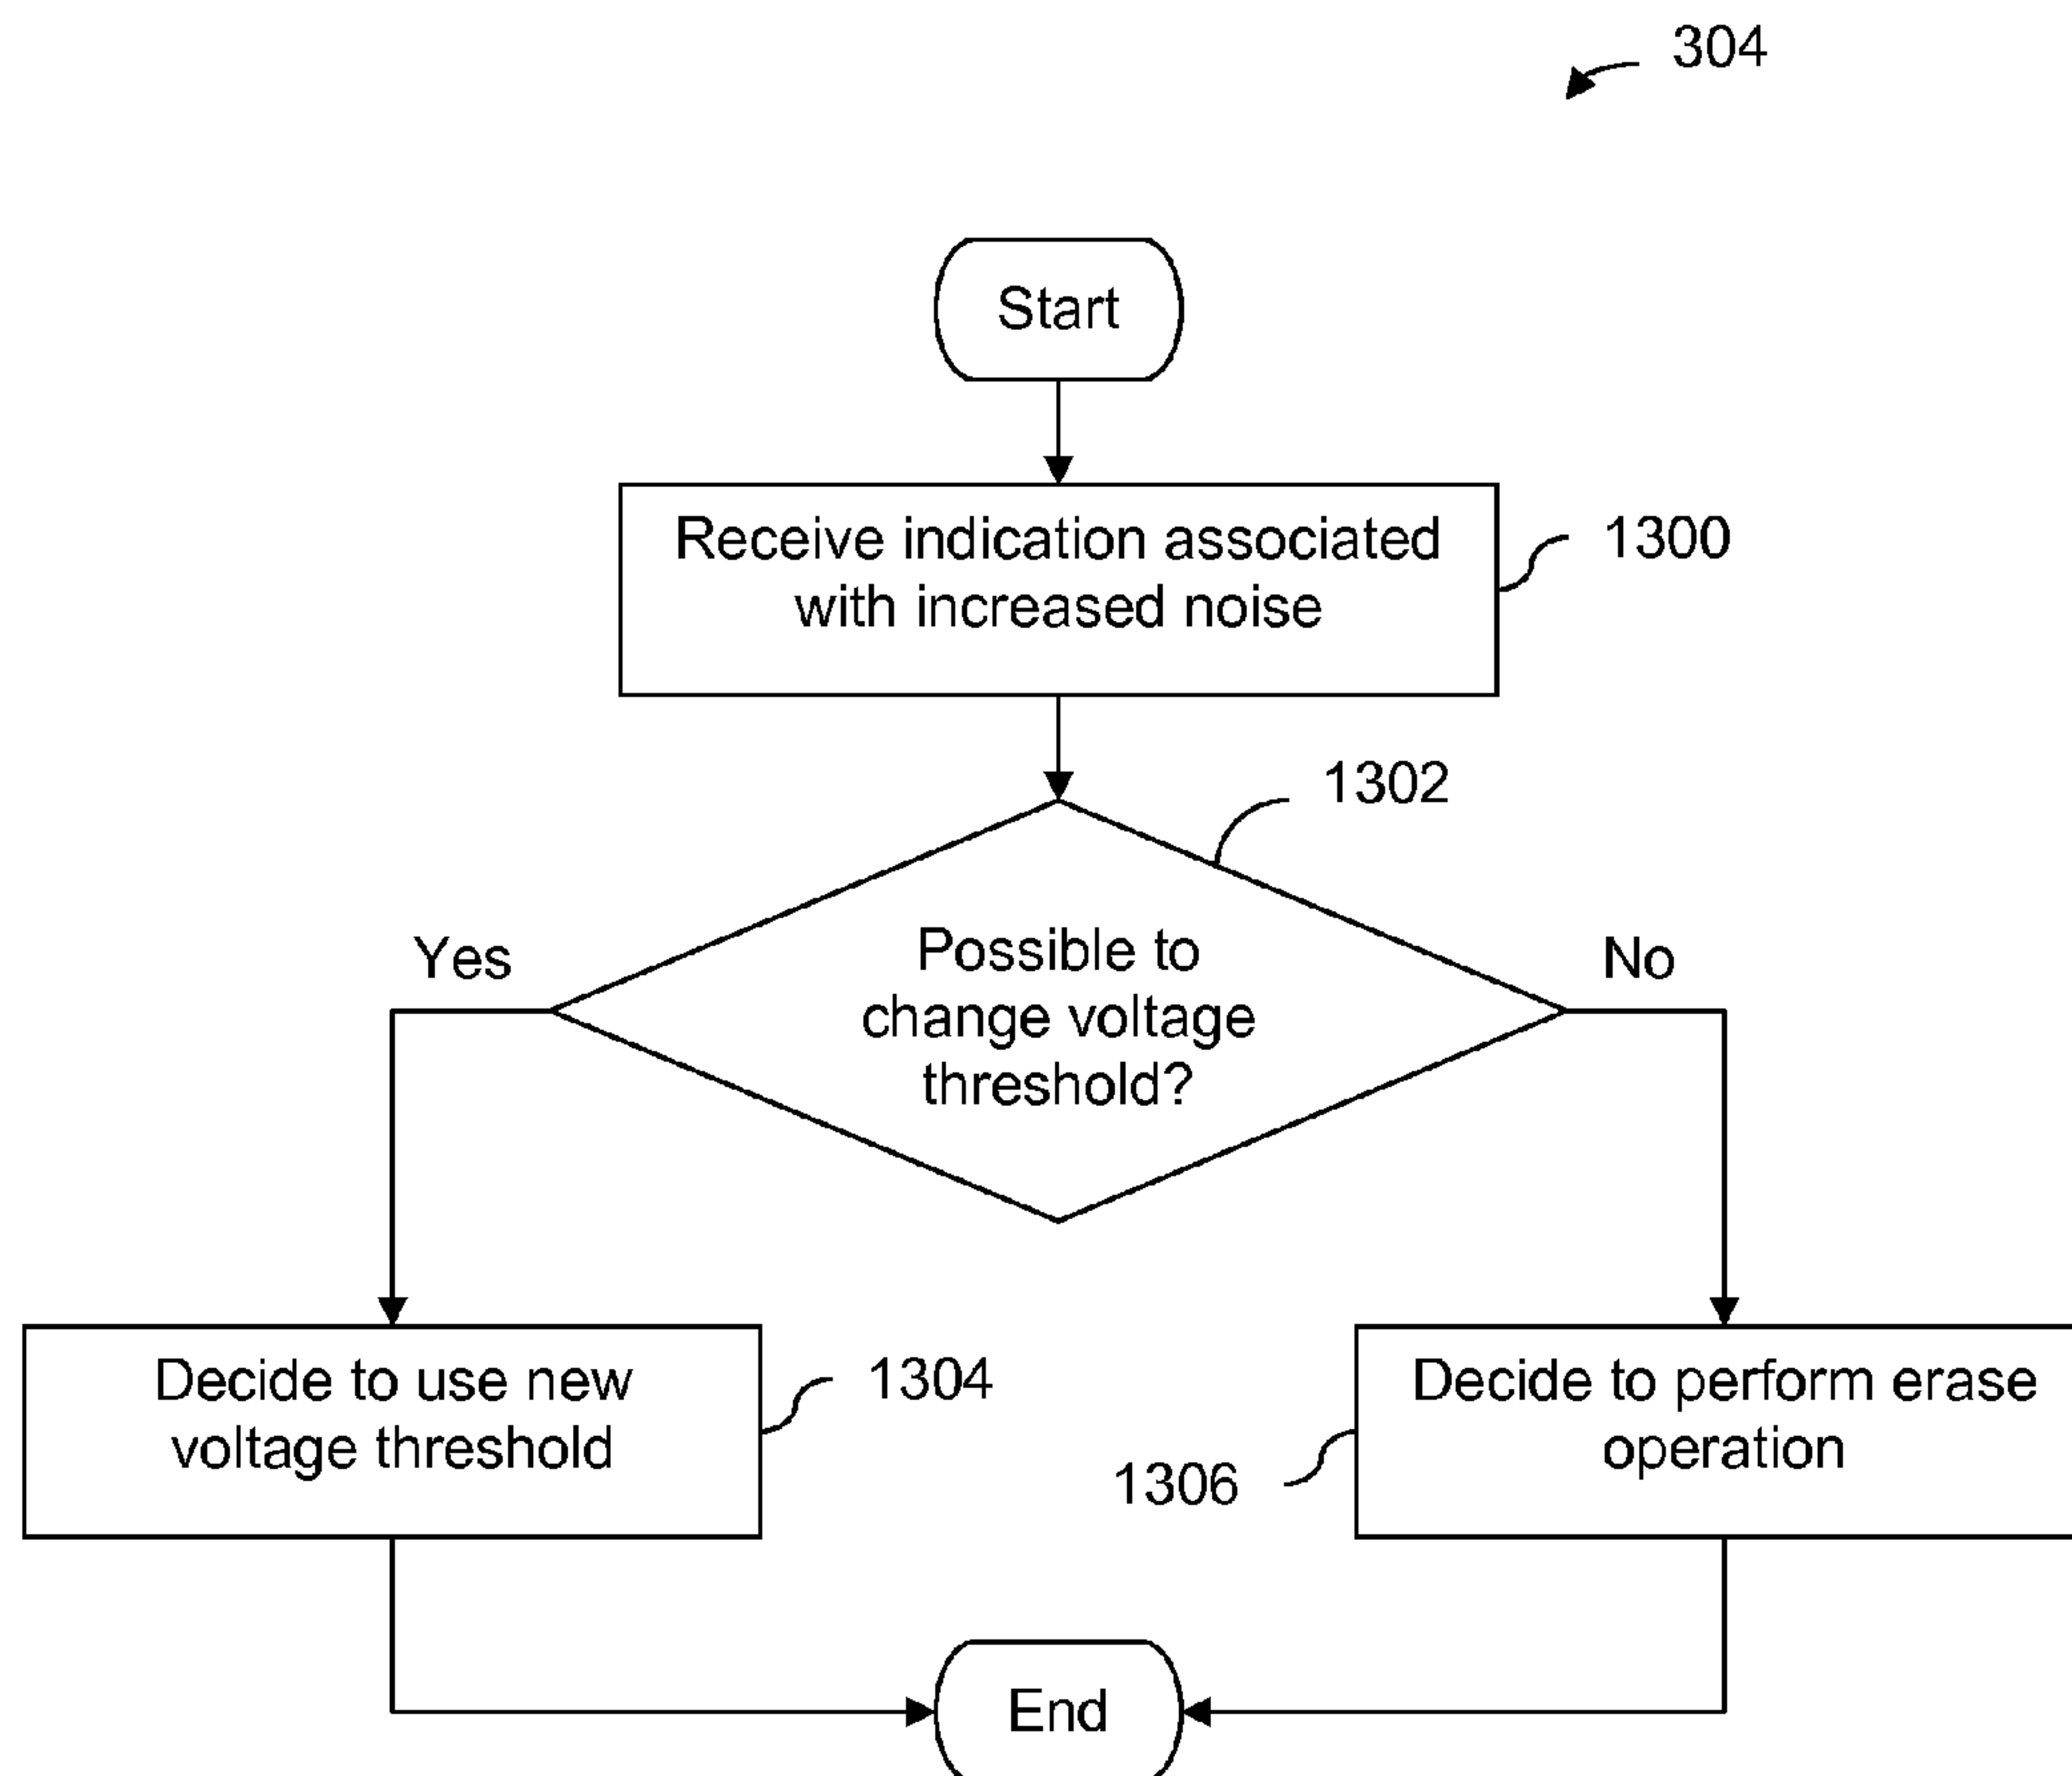 304
Start
Receive indication associated
with increased noise
1300
1302
Possible to
change voltage
threshold?
Yes
No
Decide to use new
voltage threshold
1304
Decide to perform erase
operation
1306
End